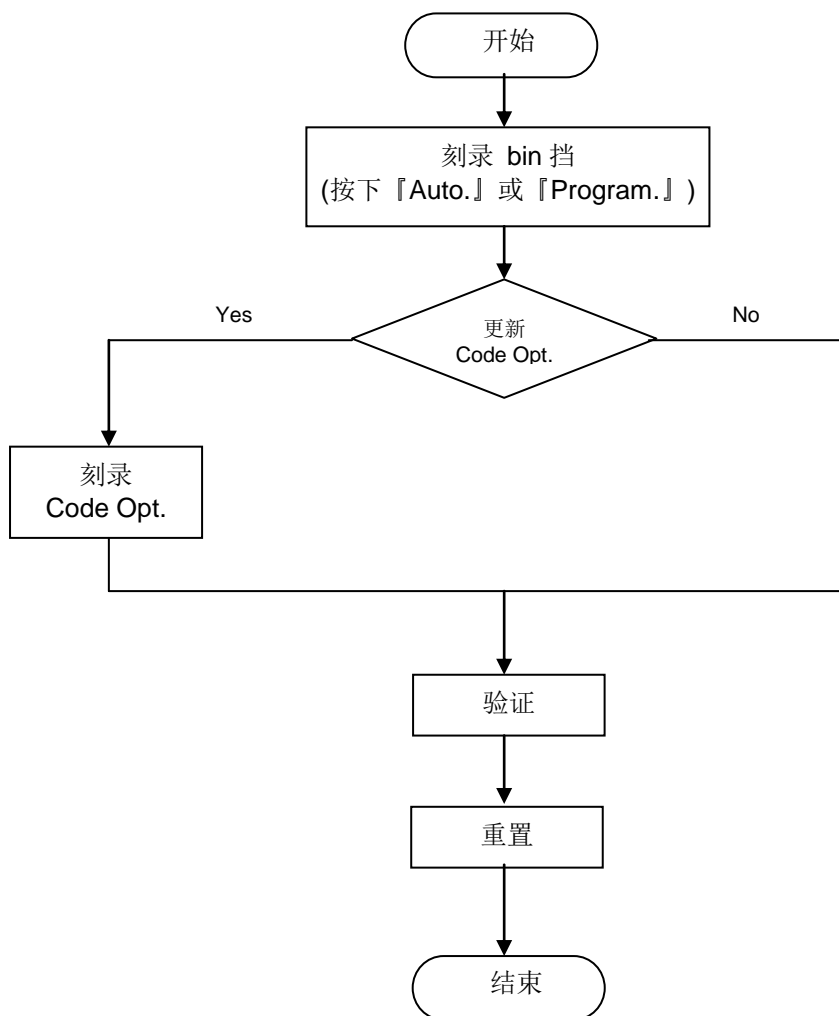 开始
刻录 bin 挡
(按下『Auto.』或『Program.』)
Yes
更新
No
Code Opt.
刻录
Code Opt.
验证
重置
结束